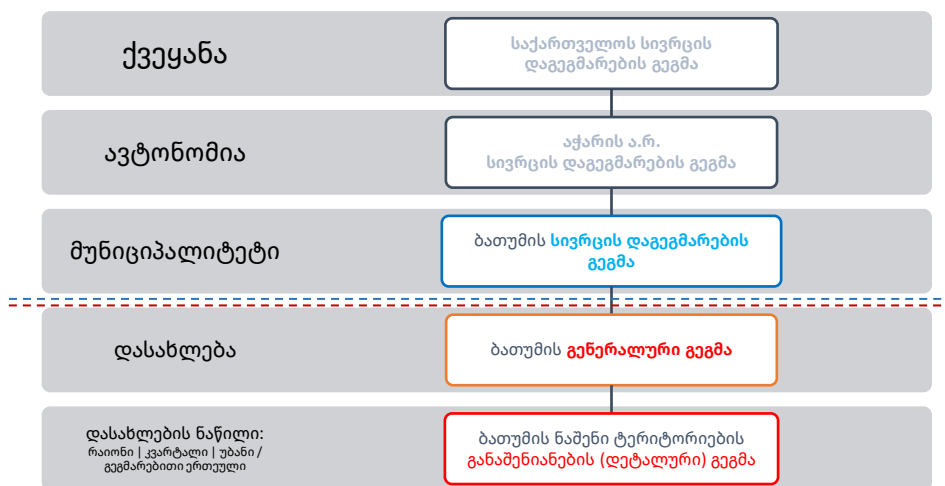 ქვეყანა
საქართველოს სივრცის
დაგეგმარების გეგმა
ავტონომია
აჭარის ა.რ.
სივრცის დაგეგმარების გეგმა
მუნიციპალიტეტი
ბათუმის სივრცის დაგეგმარების
გეგმა
დასახლება
ბათუმის გენერალური გეგმა
დასახლების ნაწილი:
რაიონი | კვარტალი | უბანი /
გეგმარებითი ერთეული
ბათუმის ნაშენი ტერიტორიების
განაშენიანების (დეტალური) გეგმა